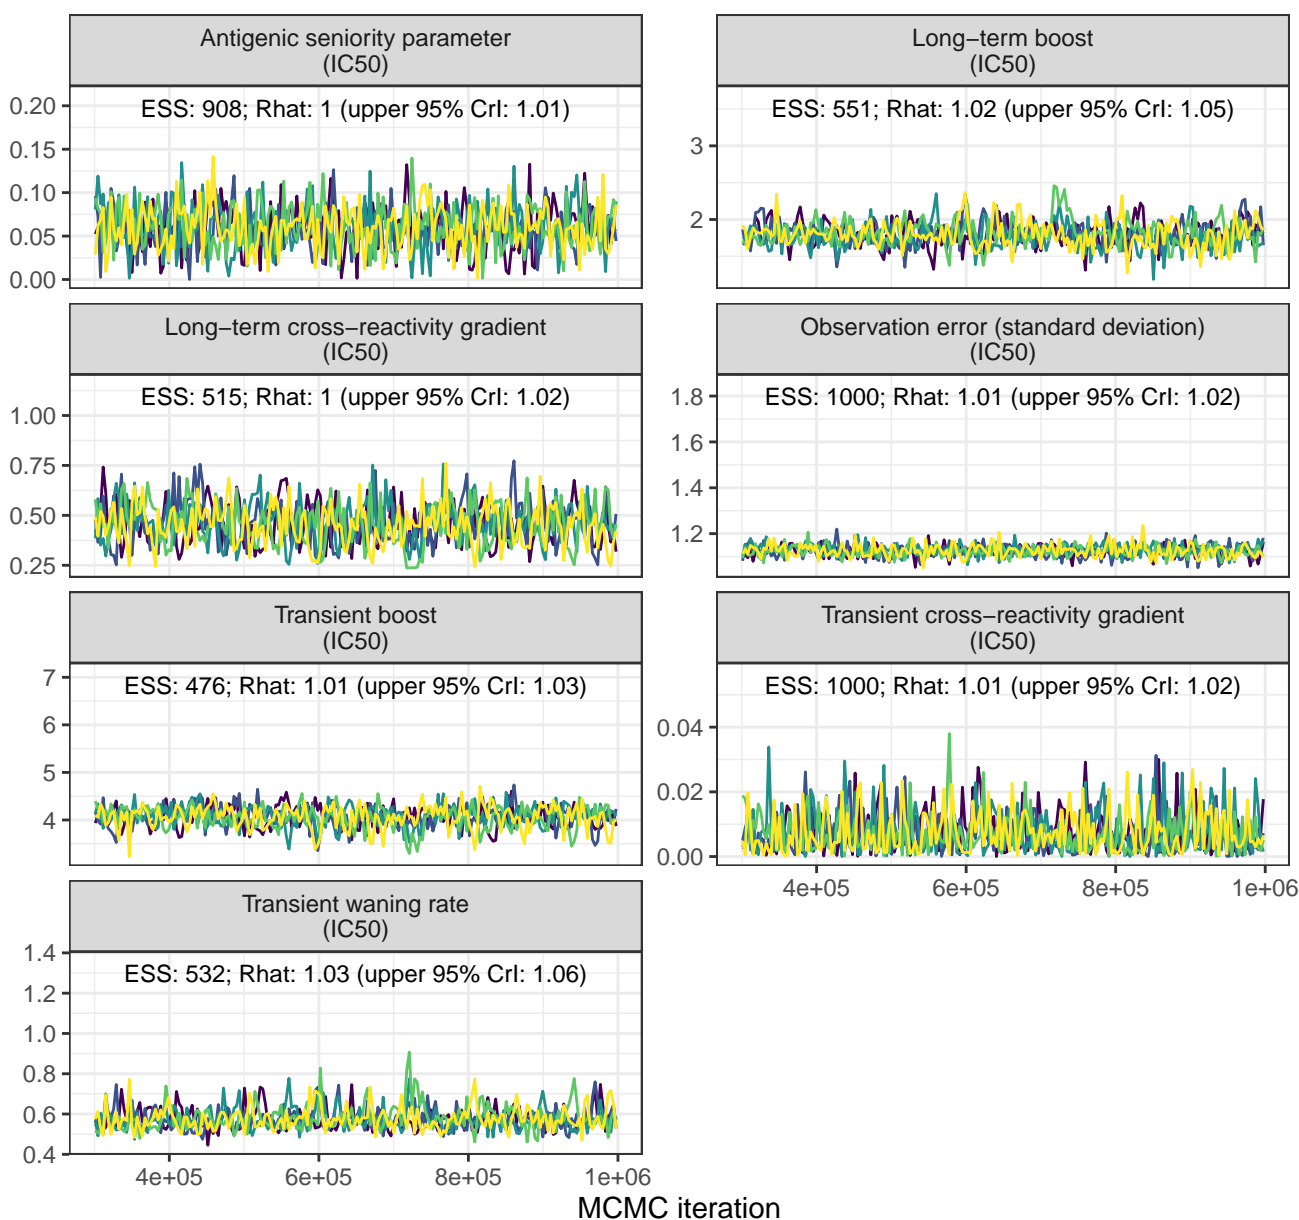 Antigenic seniority parameter
(IC50)
ESS: 908; Rhat: 1 (upper 95% CrI: 1.01)
0.20
0.15
0.10
0.05
0.00
Long−term boost
(IC50)
ESS: 551; Rhat: 1.02 (upper 95% CrI: 1.05)
3
2
Long−term cross−reactivity gradient
(IC50)
ESS: 515; Rhat: 1 (upper 95% CrI: 1.02)
1.00
0.75
0.50
0.25
Observation error (standard deviation)
(IC50)
ESS: 1000; Rhat: 1.01 (upper 95% CrI: 1.02)
1.8
1.6
1.4
1.2
Transient boost
(IC50)
ESS: 476; Rhat: 1.01 (upper 95% CrI: 1.03)
7
6
5
4
Transient cross−reactivity gradient
(IC50)
ESS: 1000; Rhat: 1.01 (upper 95% CrI: 1.02)
0.04
0.02
0.00
4e+05 6e+05 8e+05 1e+06
Transient waning rate
(IC50)
ESS: 532; Rhat: 1.03 (upper 95% CrI: 1.06)
1.4
1.2
1.0
0.8
0.6
0.4
4e+05 6e+05 8e+05 1e+06
MCMC iteration